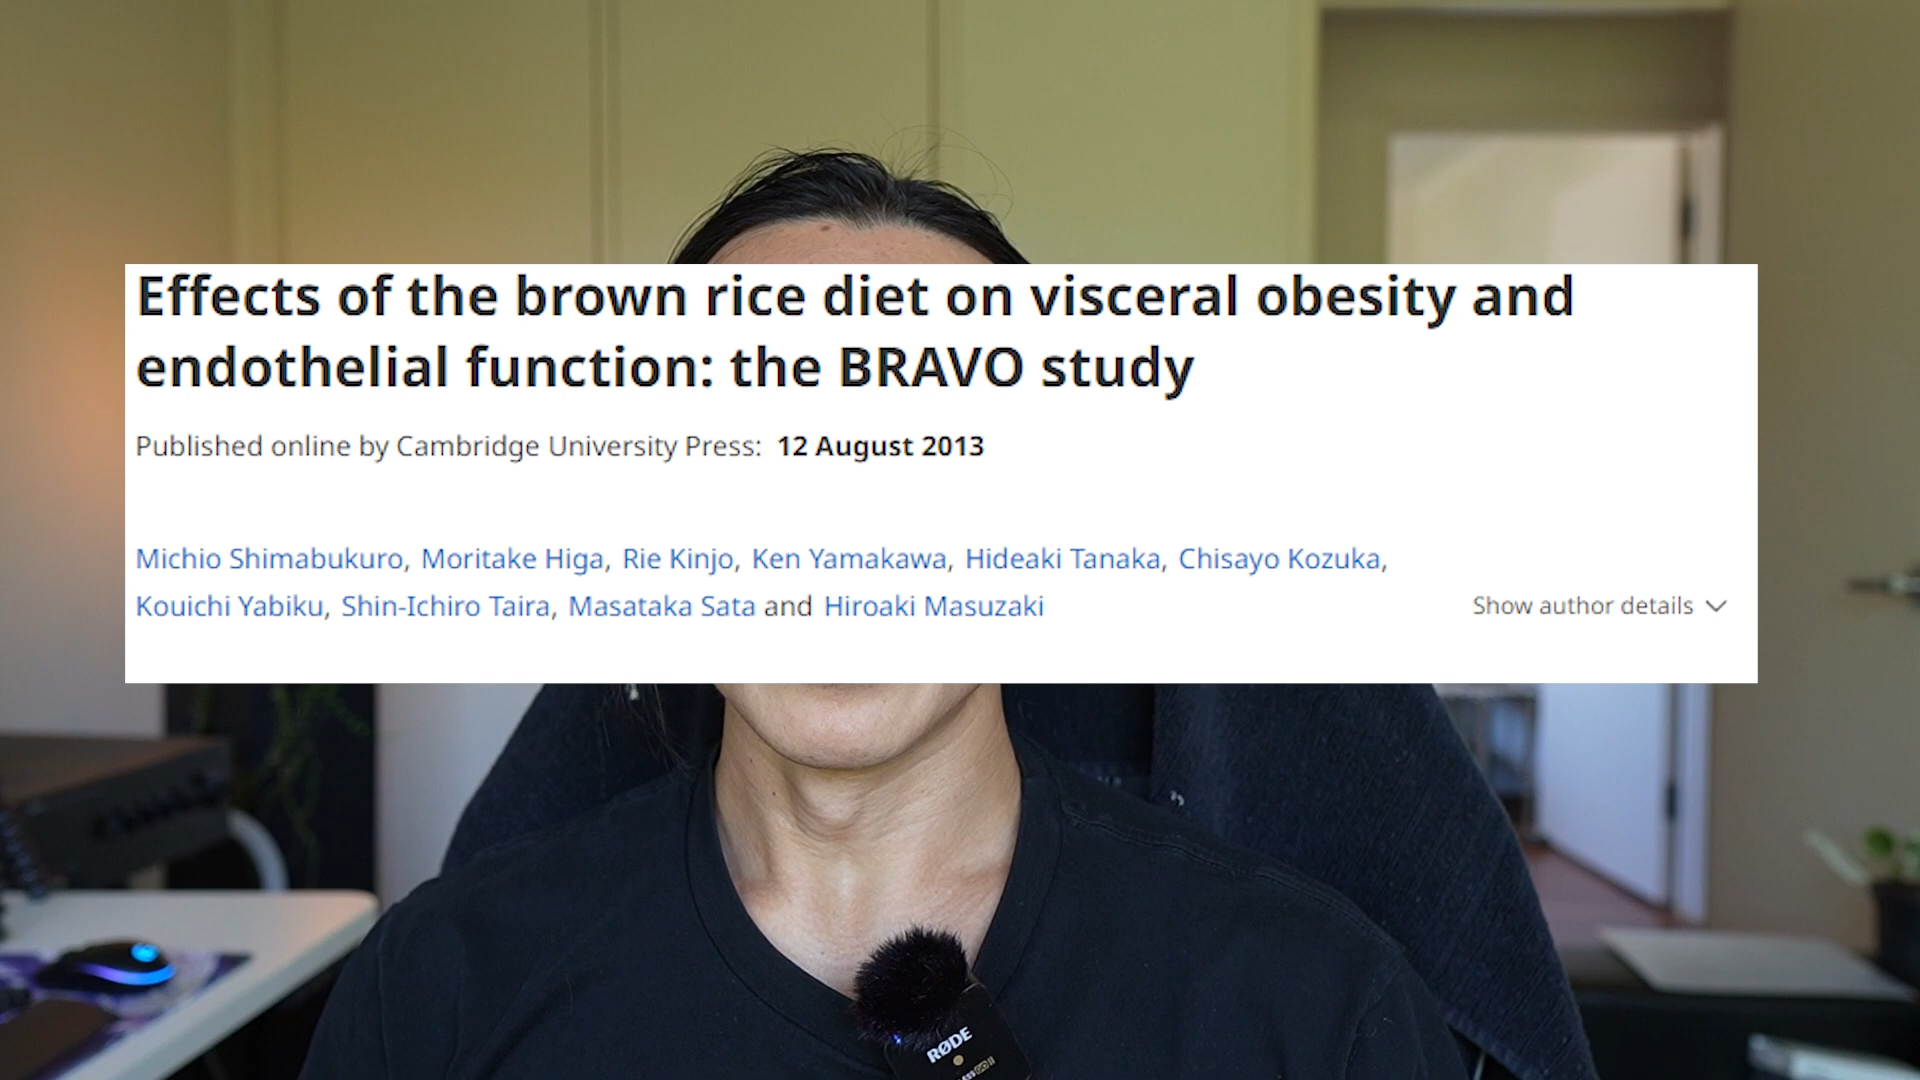 Effects of the brown rice diet on visceral obesity and
endothelial function: the BRAVO study
Published online by Cambridge University Press: 12 August 2013
Michio Shimabukuro, Moritake Higa, Rie Kinjo, Ken Yamakawa, Hideaki Tanaka, Chisayo Kozuka,
Kouichi Yabiku, Shin-Ichiro Taira, Masataka Sata and Hiroaki Masuzaki
Show author details
RØDE